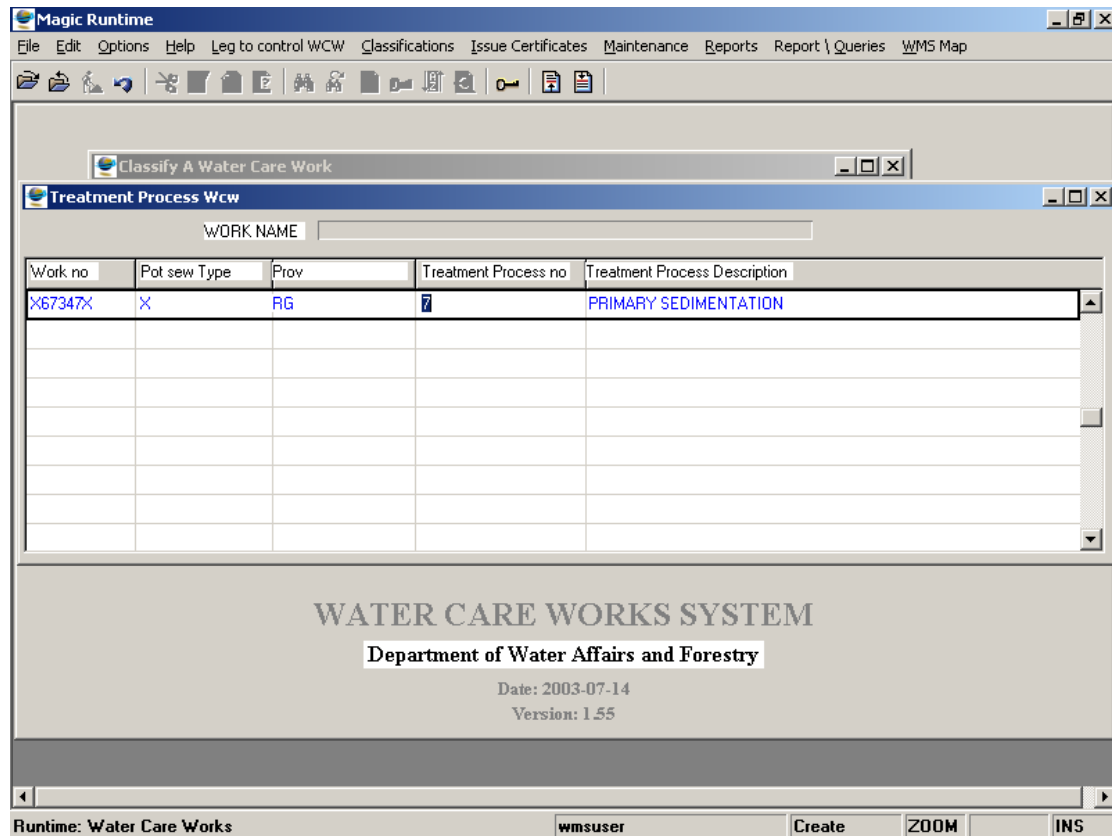 Magic Runtime
File Edit Options Help Leg to control WCW Classifications Issue Certificates Maintenance Reports Report \ Queries WMS Map
Classify A Water Care Work
Treatment Process Wcw
WORK NAME
Work no Pot sew Type Prov Treatment Process no Treatment Process Description
X67347X X RG 7 PRIMARY SEDIMENTATION
WATER CARE WORKS SYSTEM
Department of Water Affairs and Forestry
Date: 2003-07-14
Version: 1.55
Runtime: Water Care Works wmsuser Create ZOOM INS